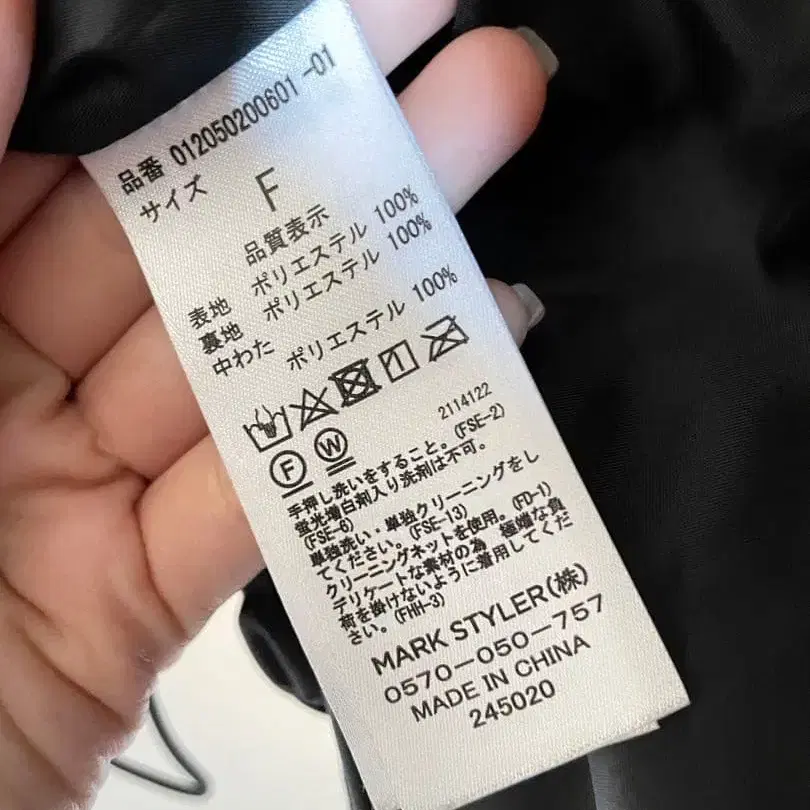 品番 012050200601-01
サイズ F
品質表示
表地 ポリエステル 100%
裏地 ポリエステル 100%
中わた ポリエステル 100%
2114122
F W
手押し洗いをすること。(FSE-2)
蛍光増白剤入り洗剤は不可。
(FSE-6)
単独洗い・単独クリーニングをし
てください。(FSE-13)
クリーニングネットを使用。(FD-1)
デリケートな素材の為、極端な負
荷を掛けないように着用してくだ
さい。(FHH-3)
MARK STYLER(株)
0570-050-757
MADE IN CHINA
245020